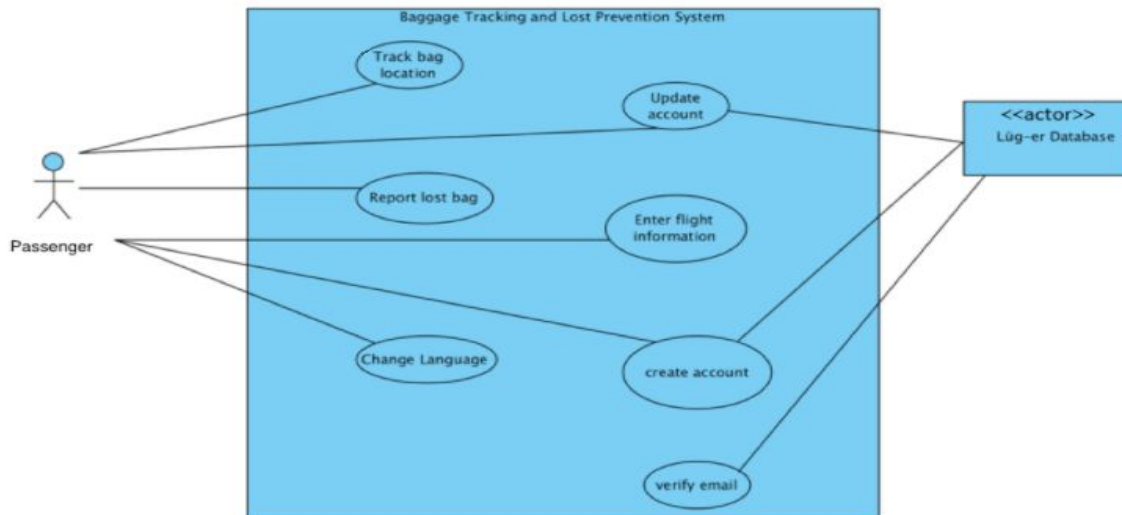 Baggage Tracking and Lost Prevention System
Track bag
location
Update
account
<<actor>>
Lüg-er Database
Report lost bag
Enter flight
information
Passenger
Change Language
create account
verify email